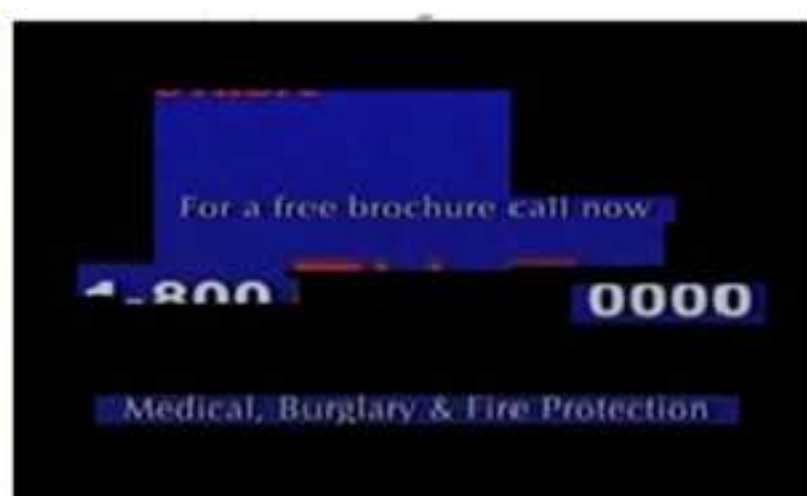 For a free brochure call now
1-800 0000
Medical, Burglary & Fire Protection